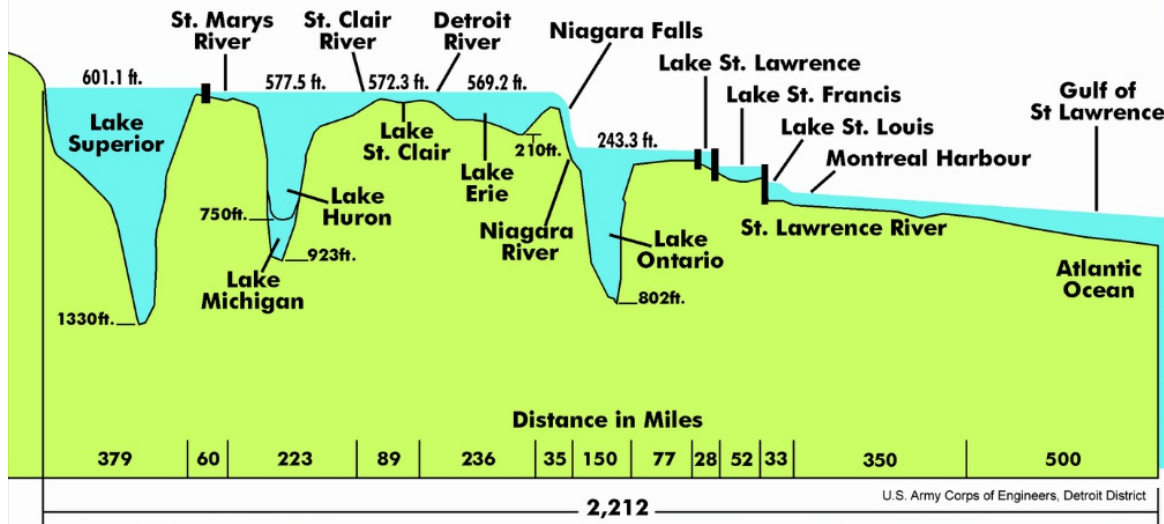 St. Marys
River
St. Clair
River
Detroit
River
Niagara Falls
Lake St. Lawrence
Lake St. Francis
Lake St. Louis
Montreal Harbour
Gulf of
St Lawrence
601.1 ft.
577.5 ft.
572.3 ft.
569.2 ft.
243.3 ft.
Lake
Superior
Lake
St. Clair
210ft.
Lake
Erie
Lake
Huron
750ft.
923ft.
Lake
Michigan
1330ft.
Niagara
River
Lake
Ontario
802ft.
St. Lawrence River
Atlantic
Ocean
Distance in Miles
379 60 223 89 236 35 150 77 28 52 33 350 500
U.S. Army Corps of Engineers, Detroit District
2,212